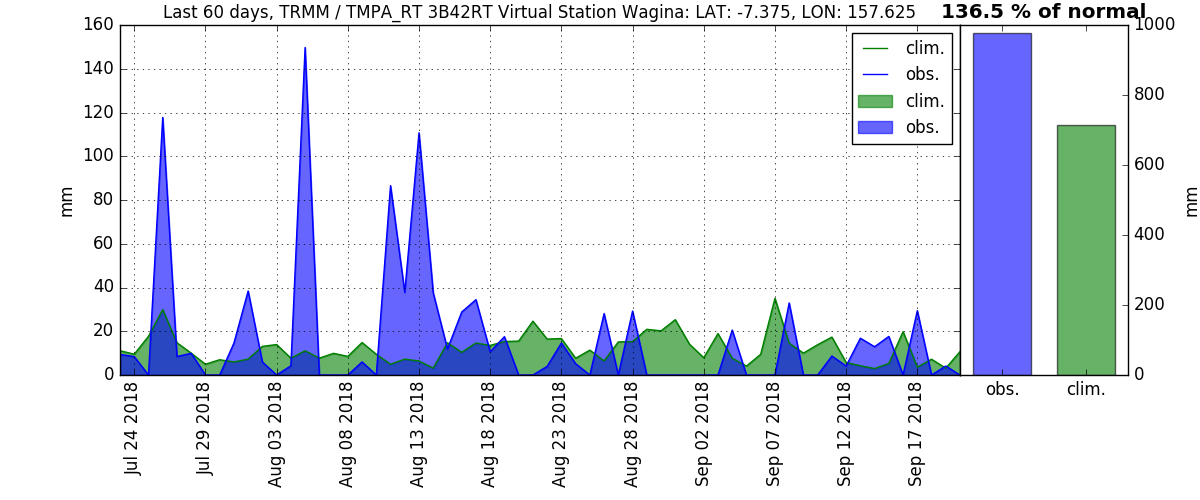 Last 60 days, TRMM / TMPA_RT 3B42RT Virtual Station Wagina: LAT: -7.375, LON: 157.625
136.5 % of normal
160
140
120
100
80
60
40
20
0
mm
clim.
obs.
clim.
obs.
1000
800
600
400
200
0
mm
Jul 24 2018
Jul 29 2018
Aug 03 2018
Aug 08 2018
Aug 13 2018
Aug 18 2018
Aug 23 2018
Aug 28 2018
Sep 02 2018
Sep 07 2018
Sep 12 2018
Sep 17 2018
obs.
clim.